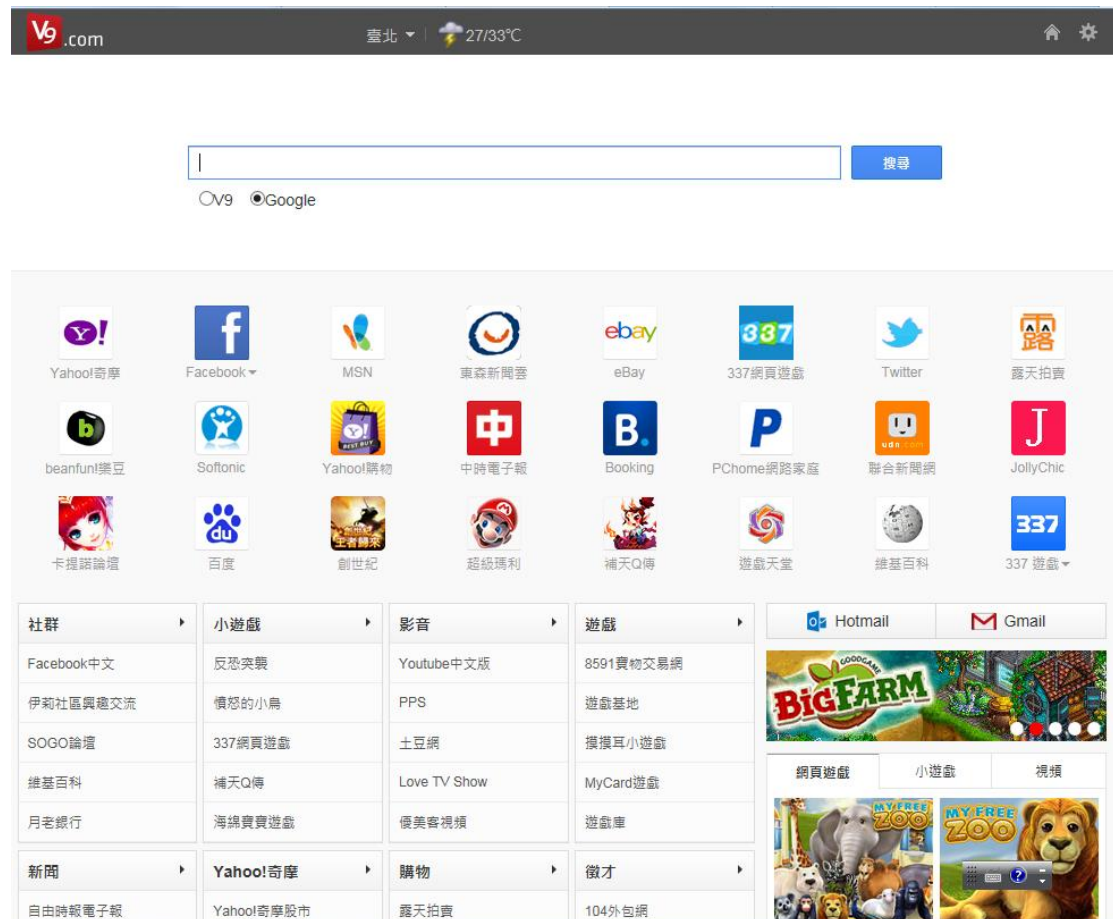 V9.com
臺北 27/33℃
搜尋
V9 Google
Yahoo!奇摩 Facebook MSN 東森新聞雲 eBay 337網頁遊戲 Twitter 露天拍賣
beanfun!樂豆 Softonic Yahoo!購物 中時電子報 Booking PChome網路家庭 聯合新聞網 JollyChic
卡提諾論壇 百度 創世紀 超級瑪利 補天Q傳 遊戲天堂 維基百科 337 遊戲
社群 小遊戲 影音 遊戲 Hotmail Gmail
Facebook中文 反恐突襲 Youtube中文版 8591寶物交易網
伊莉社區興趣交流 憤怒的小鳥 PPS 遊戲基地
SOGO論壇 337網頁遊戲 土豆網 摸摸耳小遊戲
維基百科 補天Q傳 Love TV Show MyCard遊戲
月老銀行 海綿寶寶遊戲 優美客視頻 遊戲庫
GOODGAME
BIGFARM
網頁遊戲 小遊戲 視頻
MY FREE ZOO MY FREE ZOO
新聞 Yahoo!奇摩 購物 徵才
自由時報電子報 Yahoo!奇摩股市 露天拍賣 104外包網